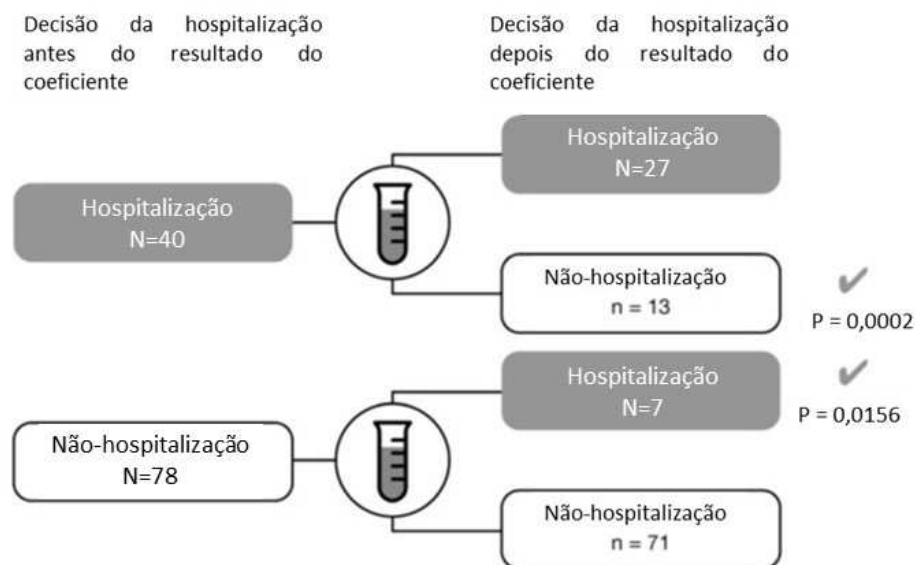 Decisão da hospitalização
antes do resultado do
coeficiente
Decisão da hospitalização
depois do resultado do
coeficiente
Hospitalização
N=40
Hospitalização
N=27
Não-hospitalização
n = 13
P = 0,0002
Não-hospitalização
N=78
Hospitalização
N=7
P = 0,0156
Não-hospitalização
n = 71